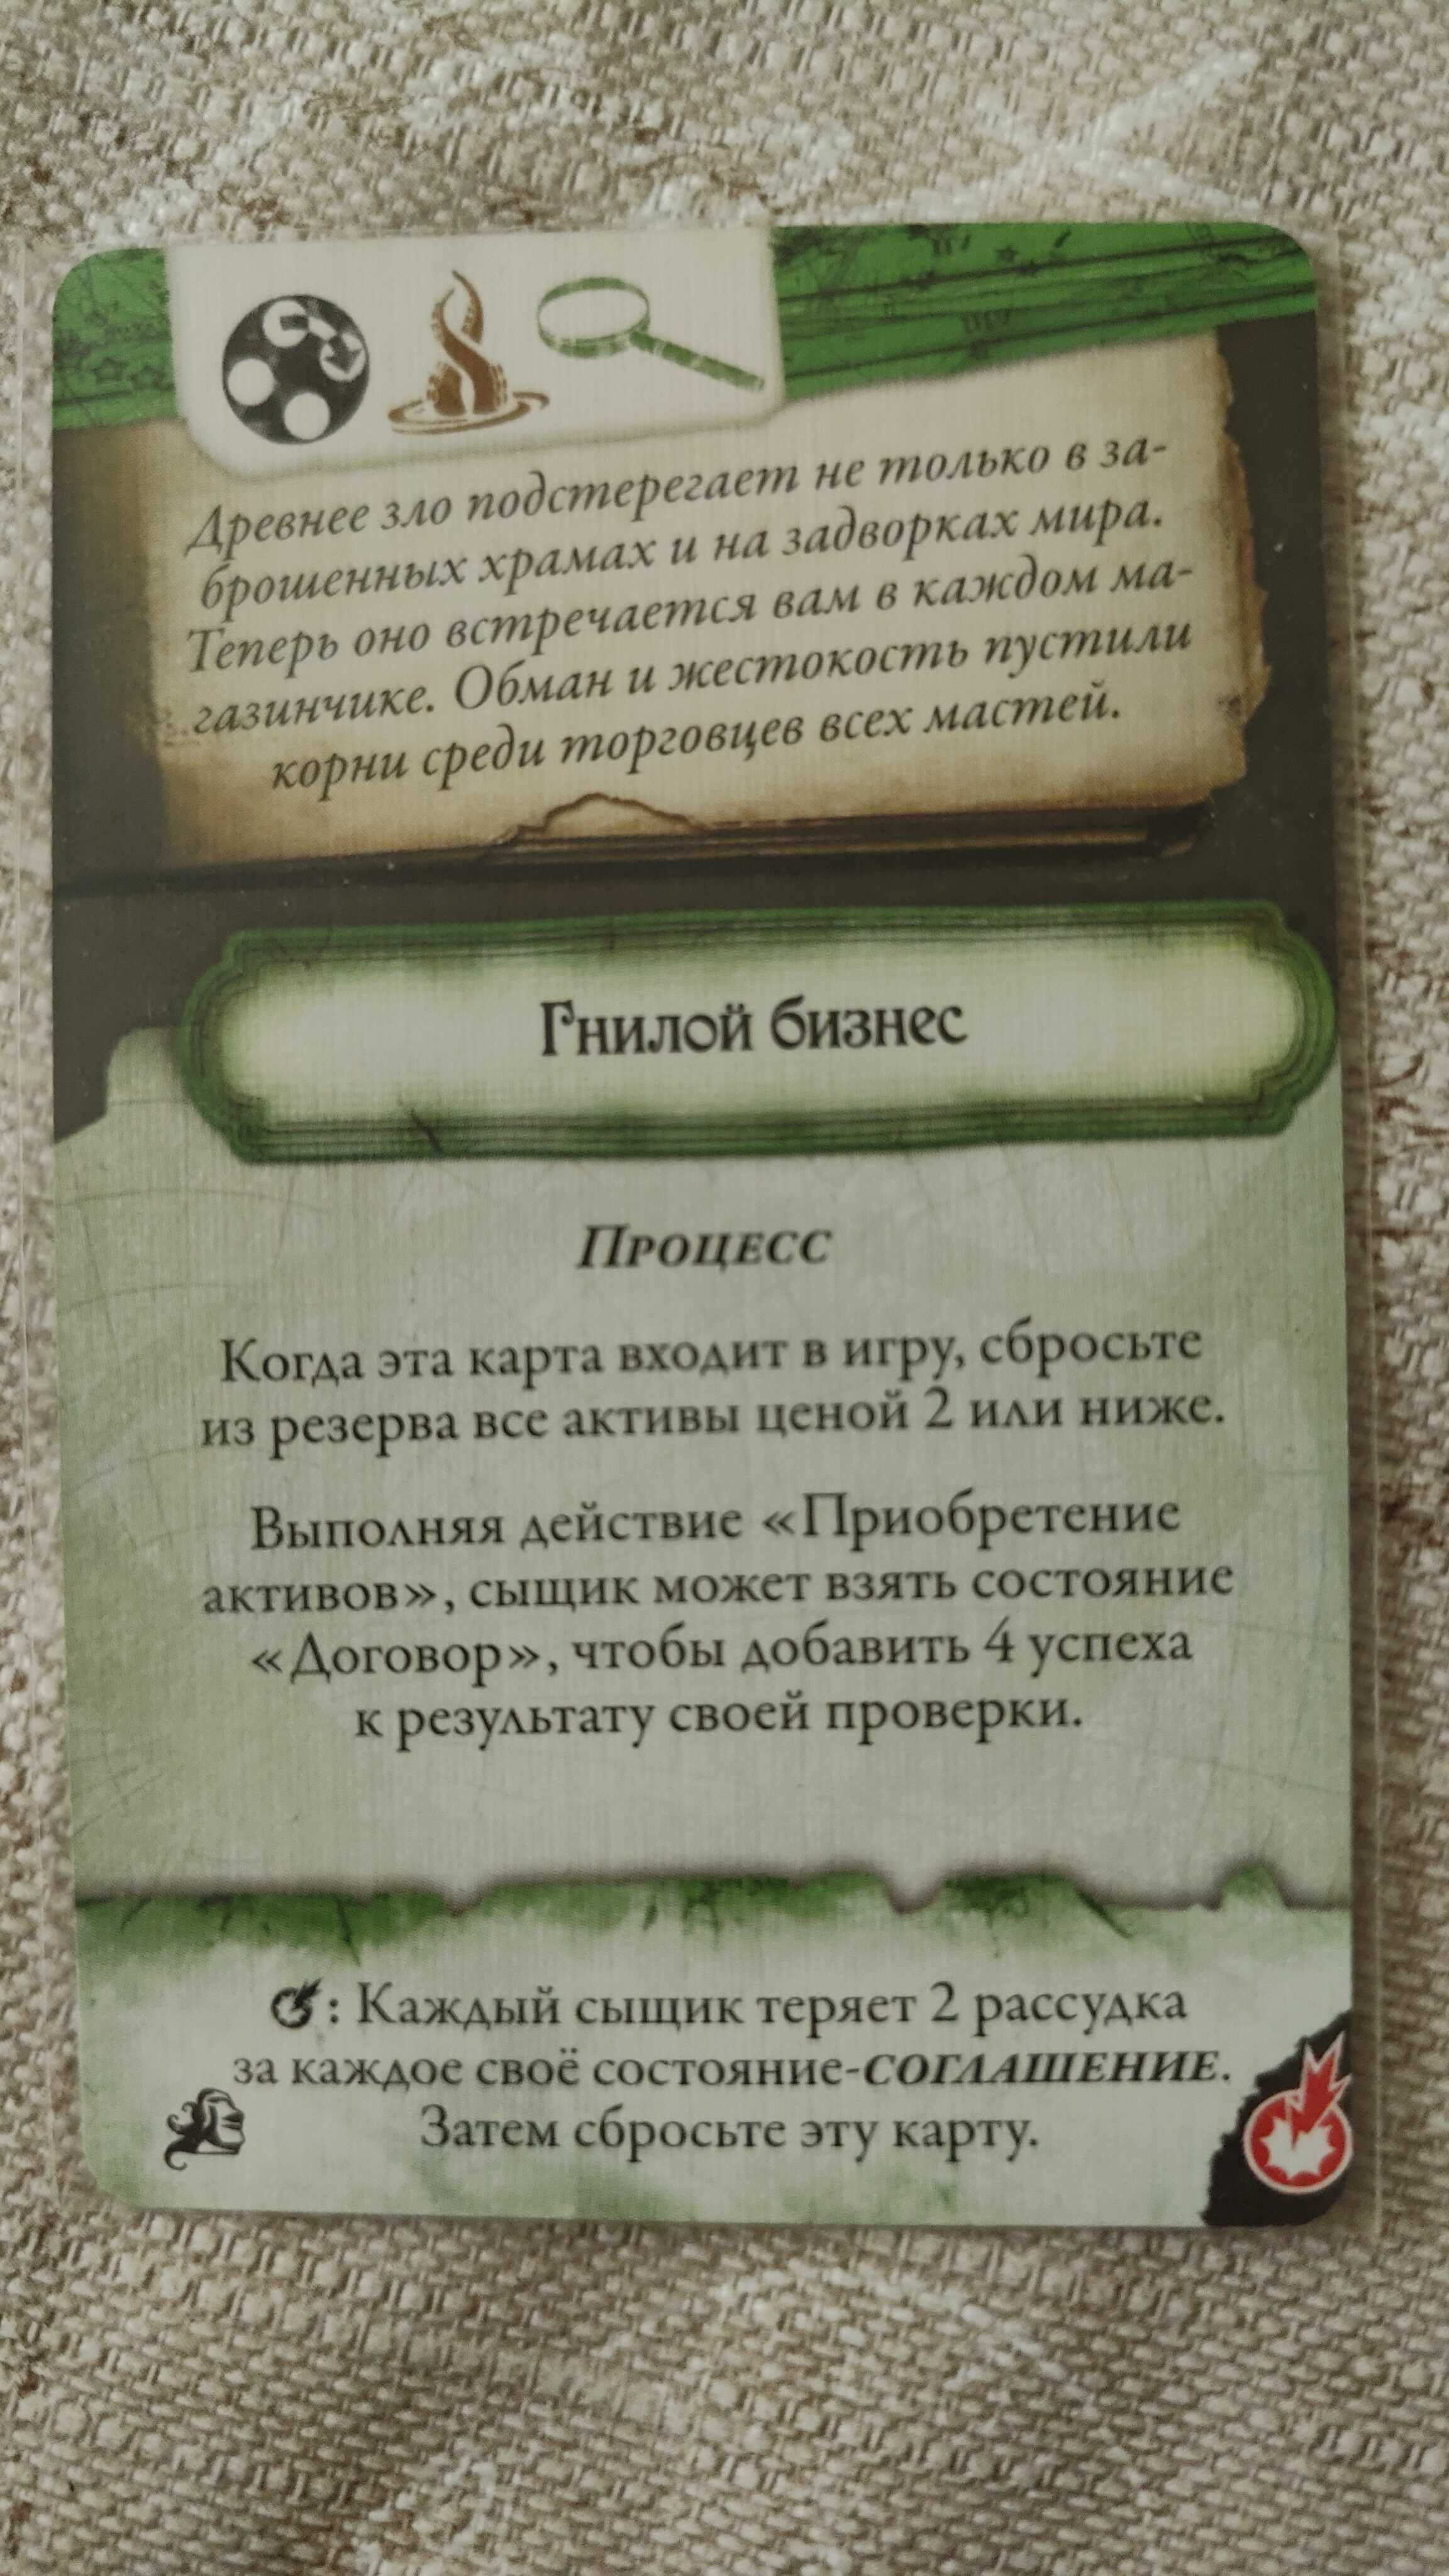 Древнее зло подстерегает не только в за-
брошенных храмах и на задворках мира.
Теперь оно встречается вам в каждом ма-
газинчике. Обман и жестокость пустили
корни среди торговцев всех мастей.
Гнилой бизнес
ПРОЦЕСС
Когда эта карта входит в игру, сбросьте
из резерва все активы ценой 2 или ниже.
Выполняя действие «Приобретение
активов», сыщик может взять состояние
«Договор», чтобы добавить 4 успеха
к результату своей проверки.
: Каждый сыщик теряет 2 рассудка
за каждое своё состояние-СОГЛАШЕНИЕ.
Затем сбросьте эту карту.